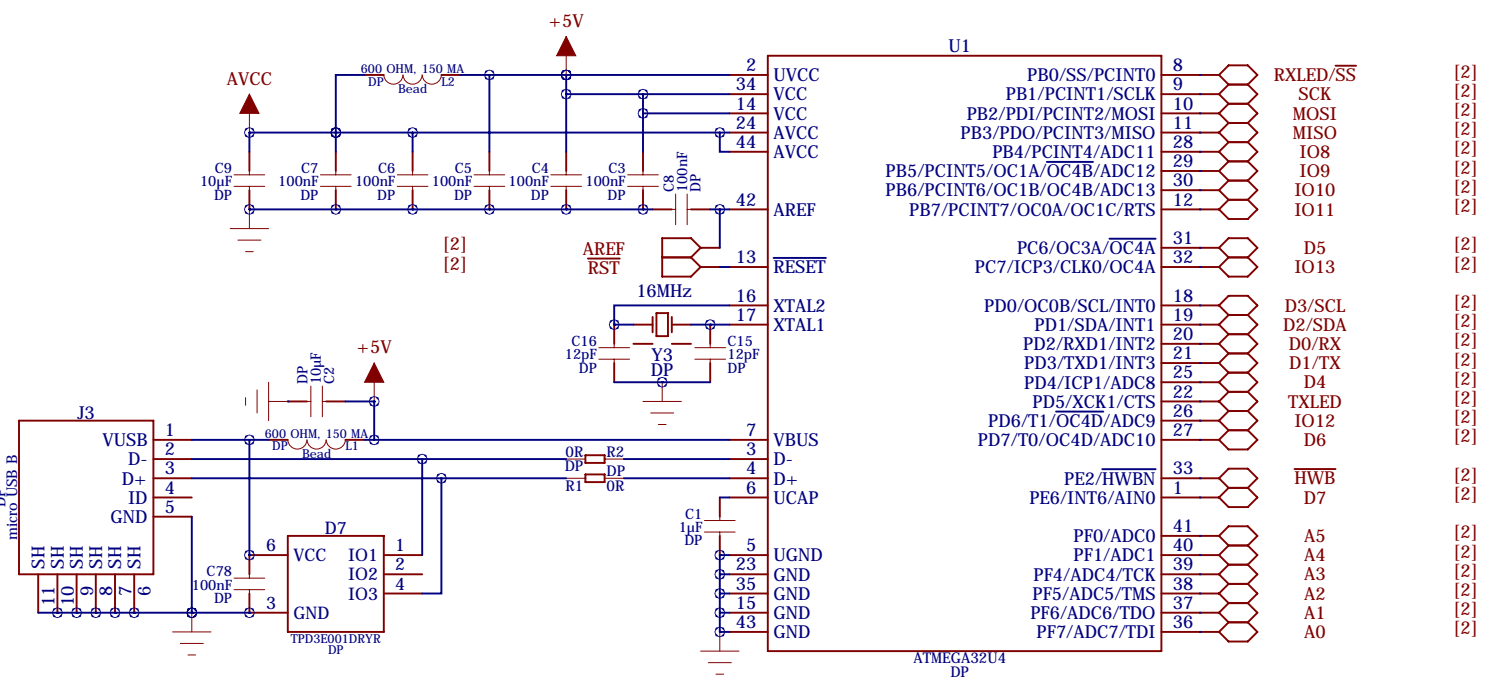 +5V
U1
AVCC
600 OHM, 150 MA
DP
L2
Bead
2
UVCC
34
VCC
14
VCC
24
AVCC
44
AVCC
C9
10µF
DP
C7
100nF
DP
C6
100nF
DP
C5
100nF
DP
C4
100nF
DP
C3
100nF
DP
C8
100nF
DP
42
AREF
[2]
AREF
[2]
RST
13
RESET
16MHz
16
XTAL2
17
XTAL1
C16
12pF
DP
Y3
DP
C15
12pF
DP
PB0/SS/PCINT0 8 RXLED/SS [2]
PB1/PCINT1/SCLK 9 SCK [2]
PB2/PDI/PCINT2/MOSI 10 MOSI [2]
PB3/PDO/PCINT3/MISO 11 MISO [2]
PB4/PCINT4/ADC11 28 IO8 [2]
PB5/PCINT5/OC1A/OC4B/ADC12 29 IO9 [2]
PB6/PCINT6/OC1B/OC4B/ADC13 30 IO10 [2]
PB7/PCINT7/OC0A/OC1C/RTS 12 IO11 [2]
PC6/OC3A/OC4A 31 D5 [2]
PC7/ICP3/CLK0/OC4A 32 IO13 [2]
PD0/OC0B/SCL/INT0 18 D3/SCL [2]
PD1/SDA/INT1 19 D2/SDA [2]
PD2/RXD1/INT2 20 D0/RX [2]
PD3/TXD1/INT3 21 D1/TX [2]
PD4/ICP1/ADC8 25 D4 [2]
PD5/XCK1/CTS 22 TXLED [2]
PD6/T1/OC4D/ADC9 26 IO12 [2]
PD7/T0/OC4D/ADC10 27 D6 [2]
PE2/HWBN 33 HWB [2]
PE6/INT6/AIN0 1 D7 [2]
PF0/ADC0 41 A5 [2]
PF1/ADC1 40 A4 [2]
PF4/ADC4/TCK 39 A3 [2]
PF5/ADC5/TMS 38 A2 [2]
PF6/ADC6/TDO 37 A1 [2]
PF7/ADC7/TDI 36 A0 [2]
+5V
DP
10µF
C2
J3
VUSB 1
D- 2
D+ 3
ID 4
GND 5
micro USB B
SH SH SH SH SH SH
11 10 9 8 7 6
600 OHM, 150 MA
DP
L1
Bead
0R R2
DP
DP
R1 0R
7 VBUS
3 D-
4 D+
6 UCAP
C1
1µF
DP
5 UGND
23 GND
35 GND
15 GND
43 GND
D7
6 VCC
IO1 1
IO2 2
IO3 4
3 GND
C78
100nF
DP
TPD3E001DRYR
DP
ATMEGA32U4
DP